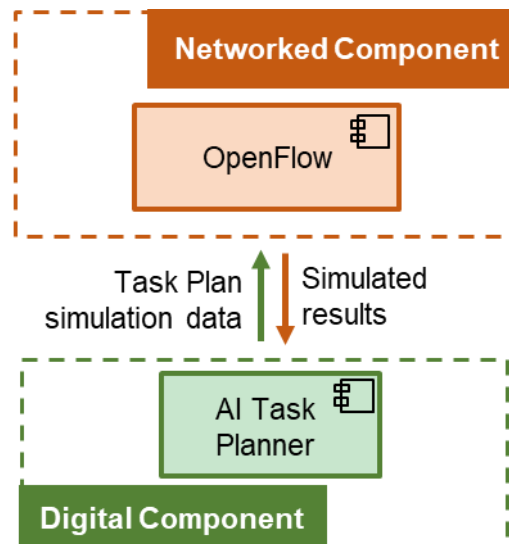 Networked Component
OpenFlow
Task Plan
simulation data
Simulated
results
AI Task
Planner
Digital Component